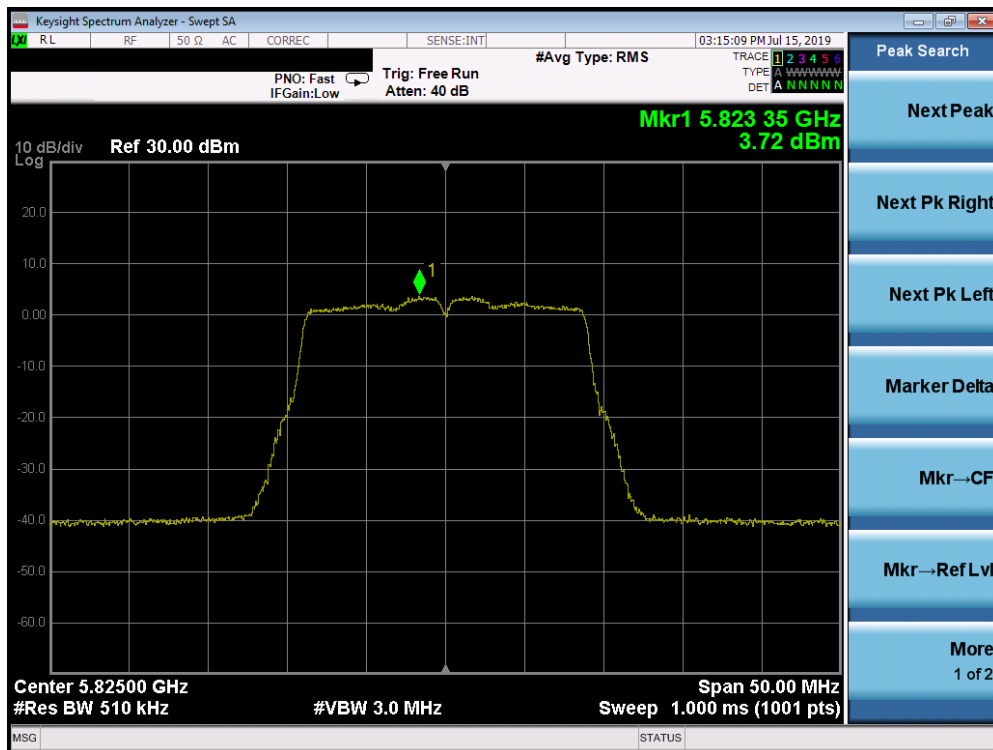 Keysight Spectrum Analyzer - Swept SA
LXI RL RF 50 Ω AC CORREC SENSE:INT 03:15:09 PM Jul 15, 2019
#Avg Type: RMS
TRACE 1 2 3 4 5 6
PNO: Fast Trig: Free Run TYPE A WWWWW
IFGain:Low Atten: 40 dB DET A N N N N N
Mkr1 5.823 35 GHz
3.72 dBm
10 dB/div Ref 30.00 dBm
Log
20.0
10.0
1
0.00
-10.0
-20.0
-30.0
-40.0
-50.0
-60.0
Center 5.82500 GHz Span 50.00 MHz
#Res BW 510 kHz #VBW 3.0 MHz Sweep 1.000 ms (1001 pts)
MSG STATUS
Peak Search
Next Peak
Next Pk Right
Next Pk Left
Marker Delta
Mkr→CF
Mkr→Ref Lvl
More
1 of 2